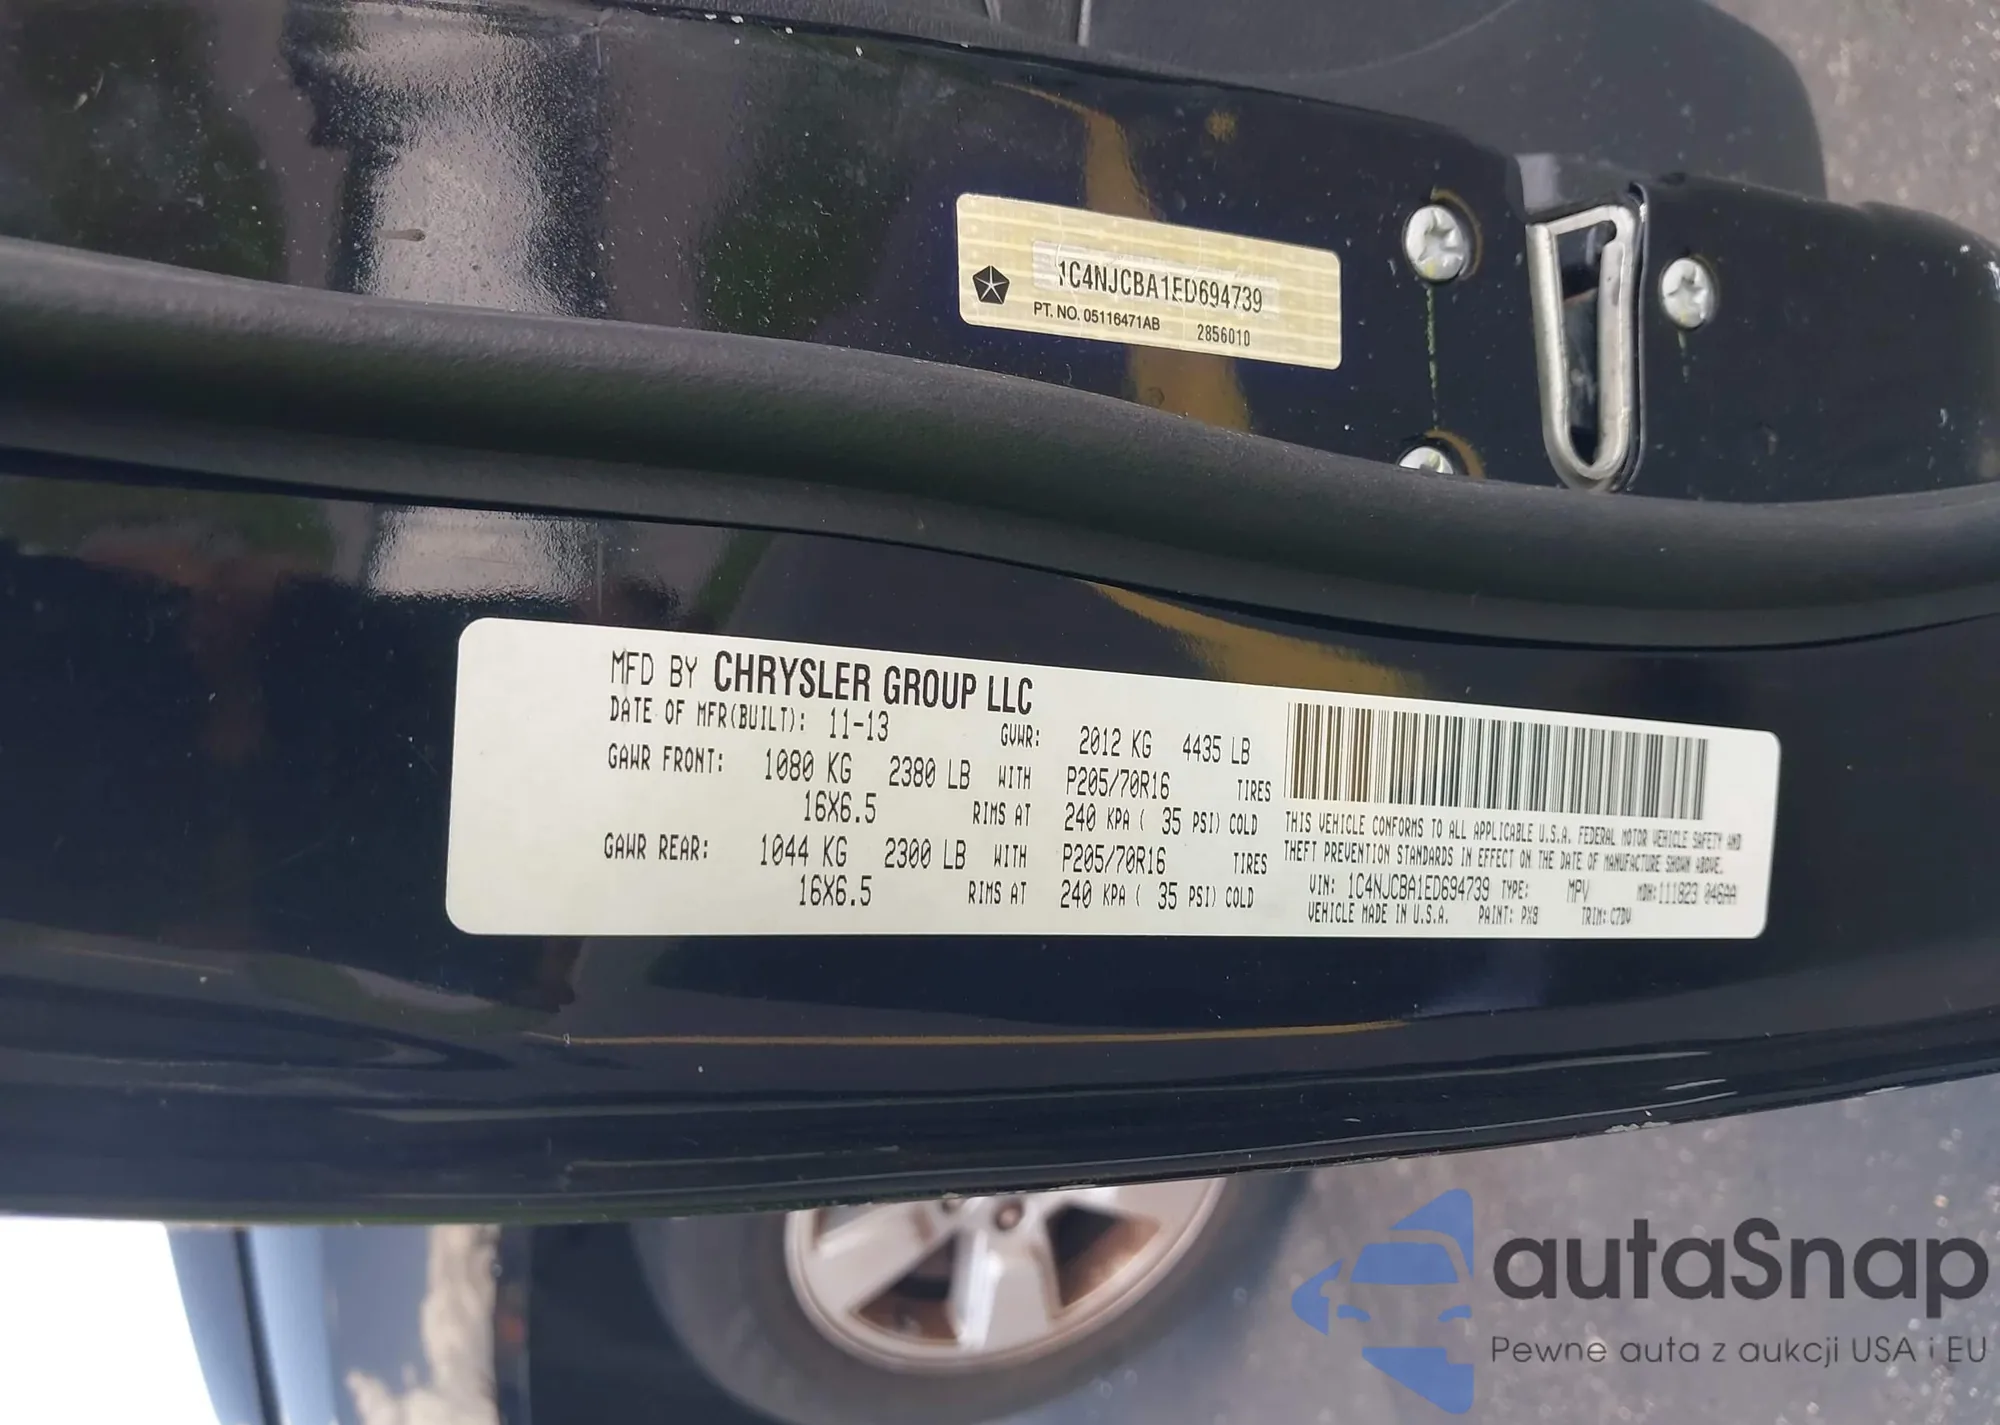 1C4NJCBA1ED694739
PT. NO. 05116471AB 2856010
MFD BY CHRYSLER GROUP LLC
DATE OF MFR(BUILT): 11-13 GVWR: 2012 KG 4435 LB
GAWR FRONT: 1080 KG 2380 LB WITH P205/70R16 TIRES
16X6.5 RIMS AT 240 KPA ( 35 PSI) COLD
GAWR REAR: 1044 KG 2300 LB WITH P205/70R16 TIRES
16X6.5 RIMS AT 240 KPA ( 35 PSI) COLD
THIS VEHICLE CONFORMS TO ALL APPLICABLE U.S.A. FEDERAL MOTOR VEHICLE SAFETY AND
THEFT PREVENTION STANDARDS IN EFFECT ON THE DATE OF MANUFACTURE SHOWN ABOVE.
VIN: 1C4NJCBA1ED694739 TYPE: MPV MDH:111823 046AA
VEHICLE MADE IN U.S.A. PAINT: PX8 TRIM: C7DV
autaSnap
Pewne auta z aukcji USA i EU